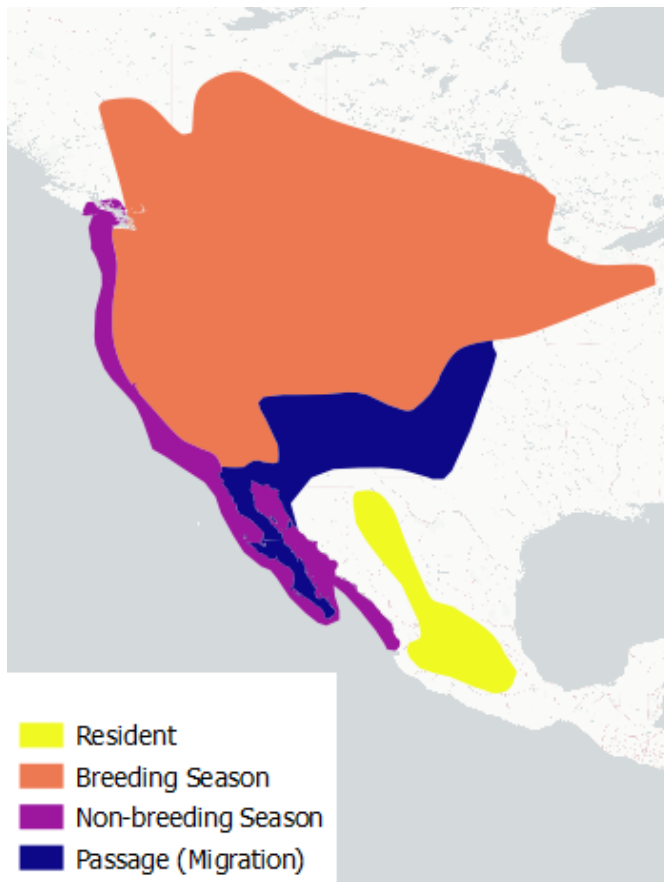 Resident
Breeding Season
Non-breeding Season
Passage (Migration)